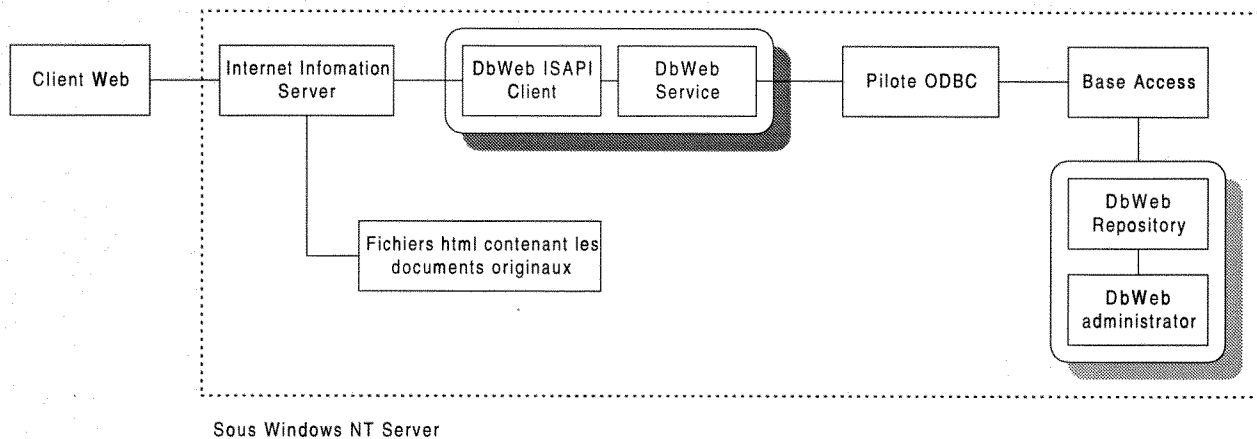 Client Web
Internet Infomation
Server
DbWeb ISAPI
Client
DbWeb
Service
Pilote ODBC
Base Access
Fichiers html contenant les
documents originaux
DbWeb
Repository
DbWeb
administrator
Sous Windows NT Server